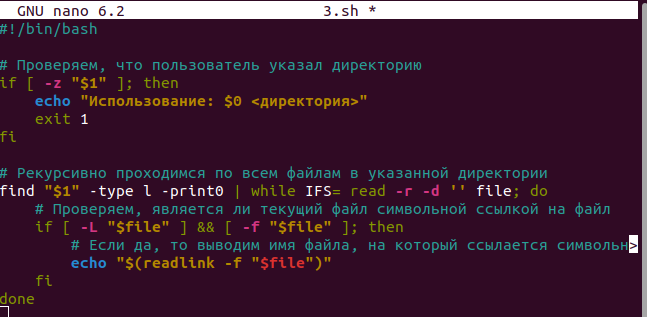 GNU nano 6.2 3.sh *
#!/bin/bash
# Проверяем, что пользователь указал директорию
if [ -z "$1" ]; then
echo "Использование: $0 <директория>"
exit 1
fi
# Рекурсивно проходимся по всем файлам в указанной директории
find "$1" -type l -print0 | while IFS= read -r -d '' file; do
# Проверяем, является ли текущий файл символьной ссылкой на файл
if [ -L "$file" ] && [ -f "$file" ]; then
# Если да, то выводим имя файла, на который ссылается символьн>
echo "$(readlink -f "$file")"
fi
done